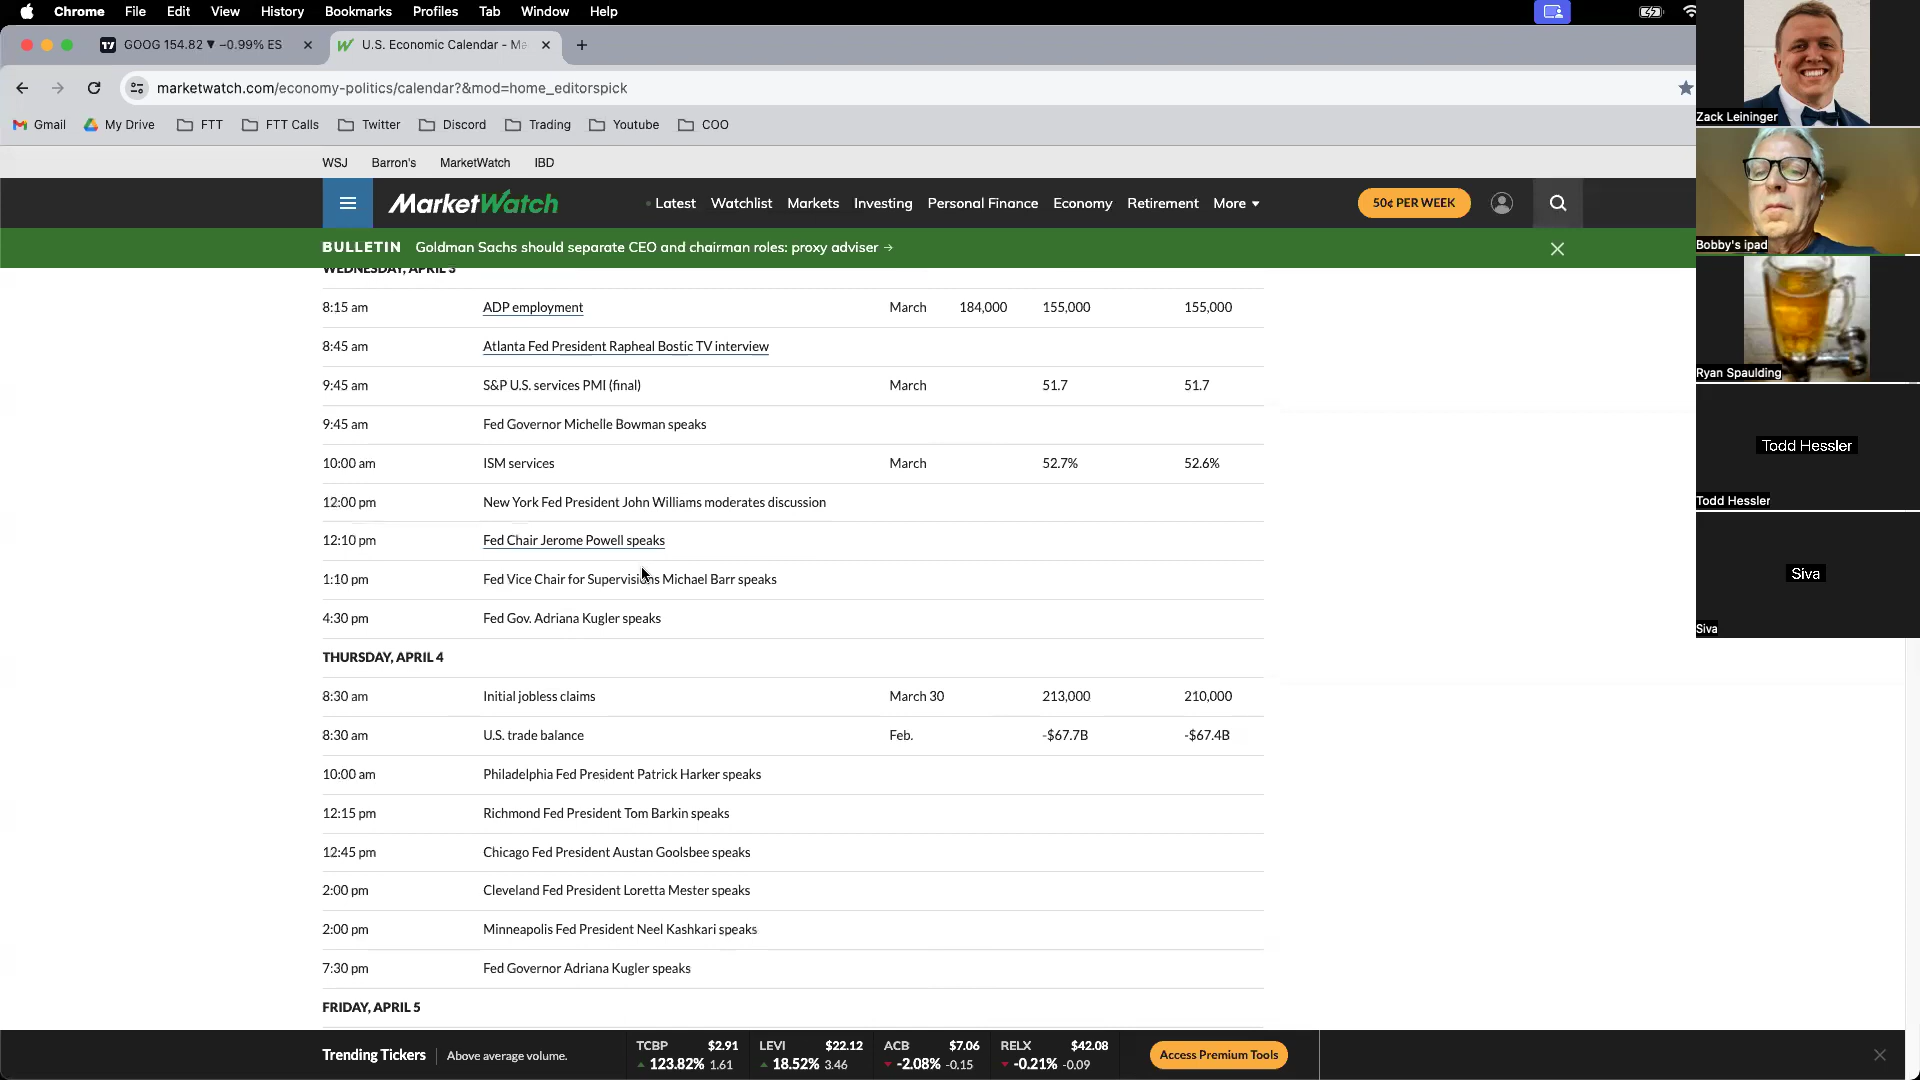 Chrome File Edit View History Bookmarks Profiles Tab Window Help
GOOG 154.82 ▼ −0.99% ES
U.S. Economic Calendar - Ma
marketwatch.com/economy-politics/calendar?&mod=home_editorspick
Gmail My Drive FTT FTT Calls Twitter Discord Trading Youtube COO
WSJ Barron's MarketWatch IBD
MarketWatch Latest Watchlist Markets Investing Personal Finance Economy Retirement More 50¢ PER WEEK
BULLETIN Goldman Sachs should separate CEO and chairman roles: proxy adviser →
WEDNESDAY, APRIL 3
8:15 am ADP employment March 184,000 155,000 155,000
8:45 am Atlanta Fed President Rapheal Bostic TV interview
9:45 am S&P U.S. services PMI (final) March 51.7 51.7
9:45 am Fed Governor Michelle Bowman speaks
10:00 am ISM services March 52.7% 52.6%
12:00 pm New York Fed President John Williams moderates discussion
12:10 pm Fed Chair Jerome Powell speaks
1:10 pm Fed Vice Chair for Supervisions Michael Barr speaks
4:30 pm Fed Gov. Adriana Kugler speaks
THURSDAY, APRIL 4
8:30 am Initial jobless claims March 30 213,000 210,000
8:30 am U.S. trade balance Feb. -$67.7B -$67.4B
10:00 am Philadelphia Fed President Patrick Harker speaks
12:15 pm Richmond Fed President Tom Barkin speaks
12:45 pm Chicago Fed President Austan Goolsbee speaks
2:00 pm Cleveland Fed President Loretta Mester speaks
2:00 pm Minneapolis Fed President Neel Kashkari speaks
7:30 pm Fed Governor Adriana Kugler speaks
FRIDAY, APRIL 5
Trending Tickers Above average volume.
TCBP $2.91
123.82% 1.61
LEVI $22.12
18.52% 3.46
ACB $7.06
-2.08% -0.15
RELX $42.08
-0.21% -0.09
Access Premium Tools
Zack Leininger
Bobby's ipad
Ryan Spaulding
Todd Hessler
Todd Hessler
Siva
Siva